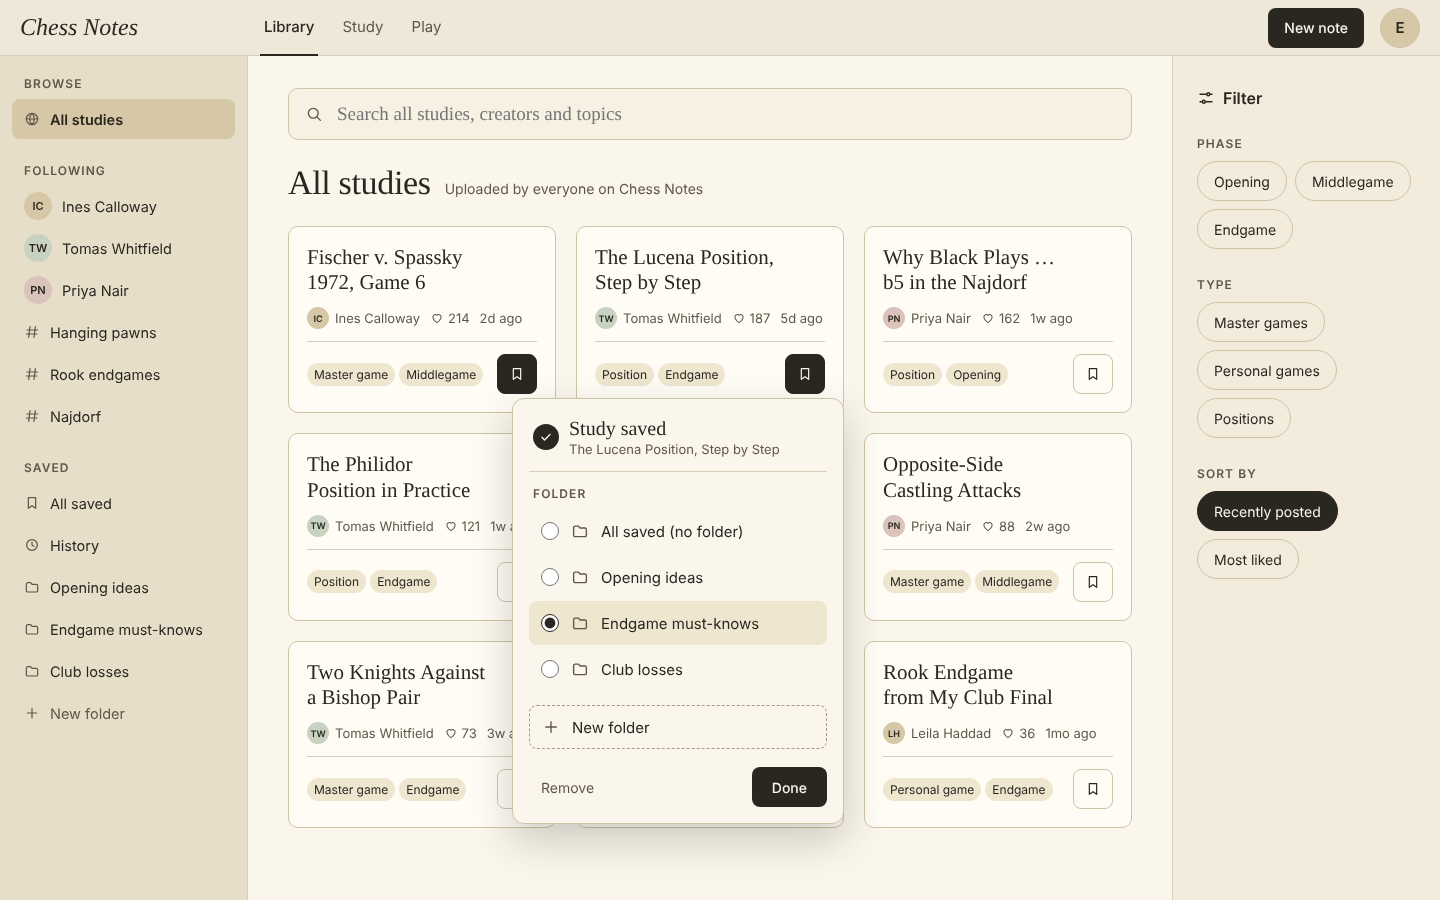 Chess Notes
Library
Study
Play
New note
E
BROWSE
All studies
FOLLOWING
IC Ines Calloway
TW Tomas Whitfield
PN Priya Nair
Hanging pawns
Rook endgames
Najdorf
SAVED
All saved
History
Opening ideas
Endgame must-knows
Club losses
New folder
Search all studies, creators and topics
All studies
Uploaded by everyone on Chess Notes
Fischer v. Spassky
1972, Game 6
IC Ines Calloway 214 2d ago
Master game Middlegame
The Lucena Position,
Step by Step
TW Tomas Whitfield 187 5d ago
Position Endgame
Why Black Plays …
b5 in the Najdorf
PN Priya Nair 162 1w ago
Position Opening
The Philidor
Position in Practice
TW Tomas Whitfield 121 1w
Position Endgame
Opposite-Side
Castling Attacks
PN Priya Nair 88 2w ago
Master game Middlegame
Two Knights Against
a Bishop Pair
TW Tomas Whitfield 73 3w
Master game Endgame
Rook Endgame
from My Club Final
LH Leila Haddad 36 1mo ago
Personal game Endgame
Study saved
The Lucena Position, Step by Step
FOLDER
All saved (no folder)
Opening ideas
Endgame must-knows
Club losses
New folder
Remove
Done
Filter
PHASE
Opening
Middlegame
Endgame
TYPE
Master games
Personal games
Positions
SORT BY
Recently posted
Most liked